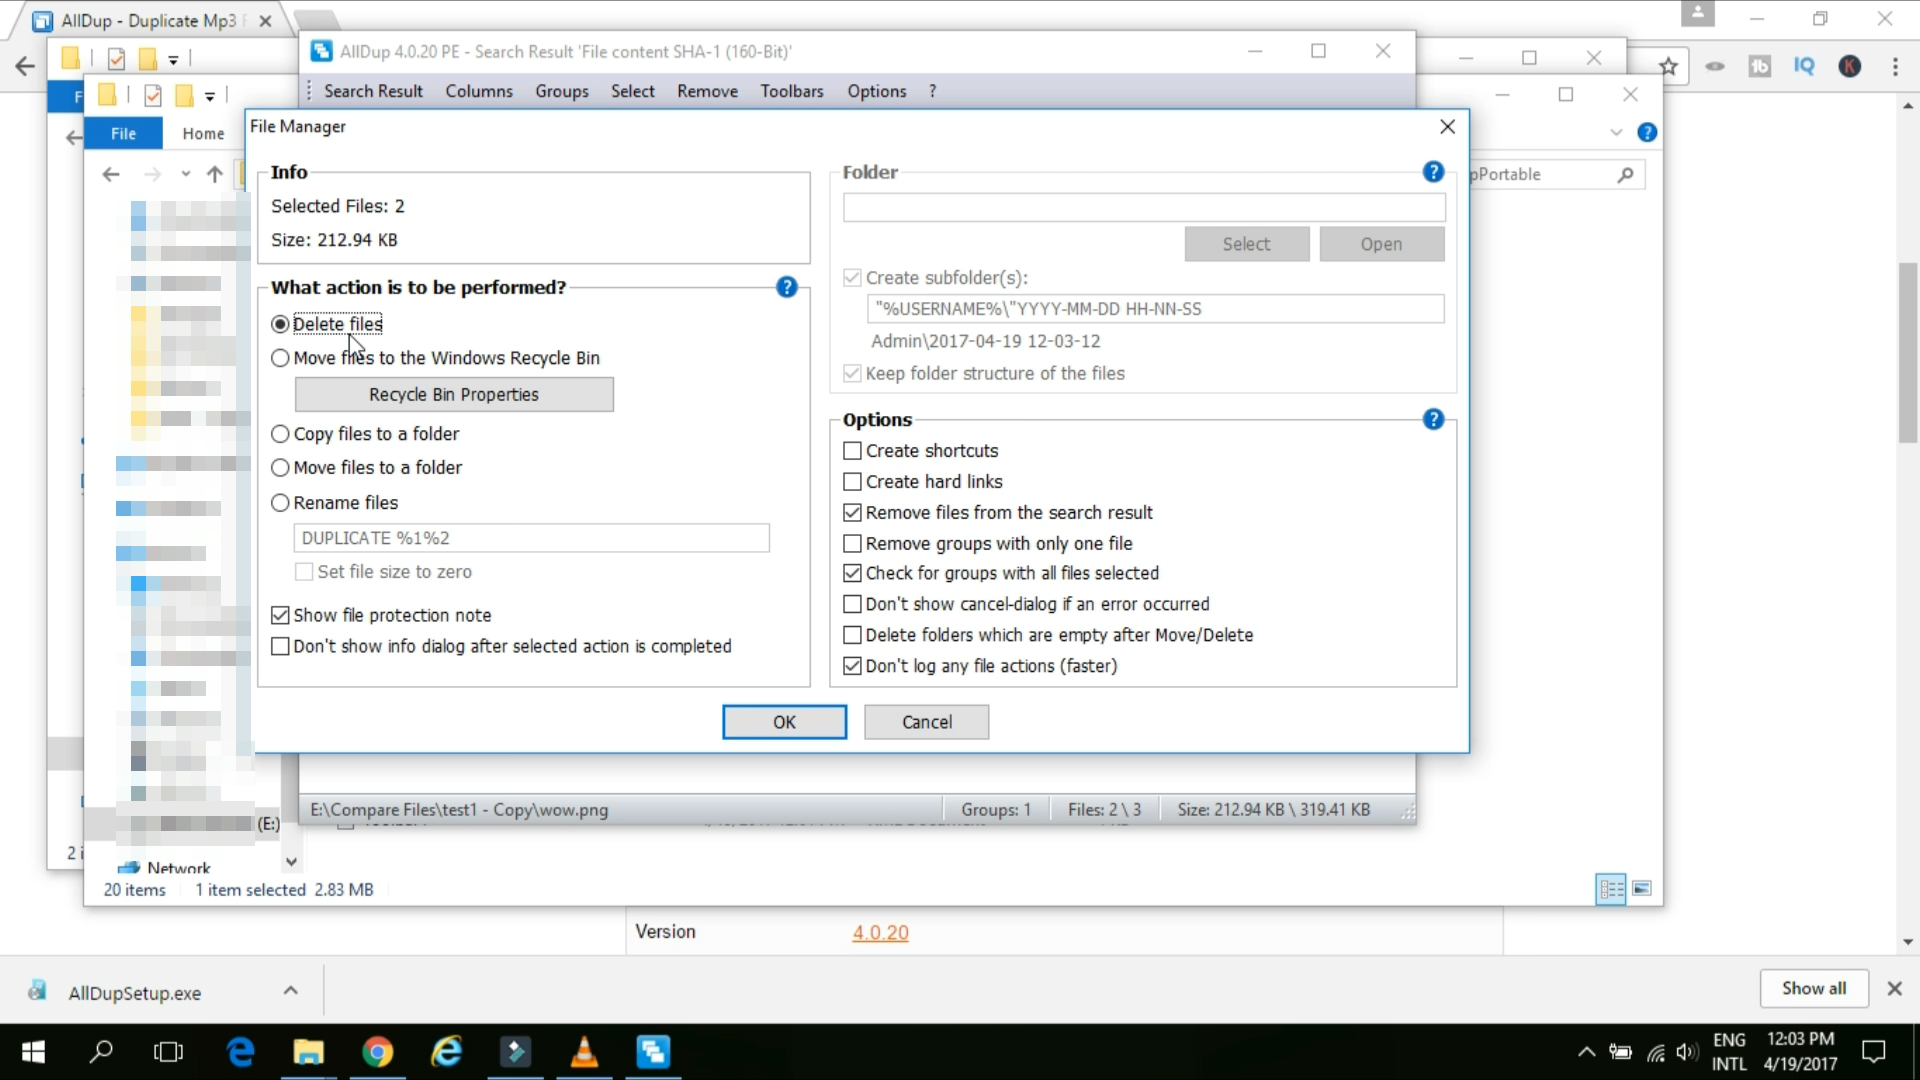 AllDup - Duplicate Mp3 F
AllDup 4.0.20 PE - Search Result 'File content SHA-1 (160-Bit)'
Search Result Columns Groups Select Remove Toolbars Options ?
F
File Home
File Manager
pPortable
Info
Selected Files: 2
Size: 212.94 KB
What action is to be performed?
Delete files
Move files to the Windows Recycle Bin
Recycle Bin Properties
Copy files to a folder
Move files to a folder
Rename files
DUPLICATE %1%2
Set file size to zero
Show file protection note
Don't show info dialog after selected action is completed
Folder
Select Open
Create subfolder(s):
"%USERNAME%\"YYYY-MM-DD HH-NN-SS
Admin\2017-04-19 12-03-12
Keep folder structure of the files
Options
Create shortcuts
Create hard links
Remove files from the search result
Remove groups with only one file
Check for groups with all files selected
Don't show cancel-dialog if an error occurred
Delete folders which are empty after Move/Delete
Don't log any file actions (faster)
OK Cancel
E:\Compare Files\test1 - Copy\wow.png Groups: 1 Files: 2 \ 3 Size: 212.94 KB \ 319.41 KB
(E:)
Network
2 i
20 items 1 item selected 2.83 MB
Version 4.0.20
AllDupSetup.exe
Show all
ENG 12:03 PM
INTL 4/19/2017